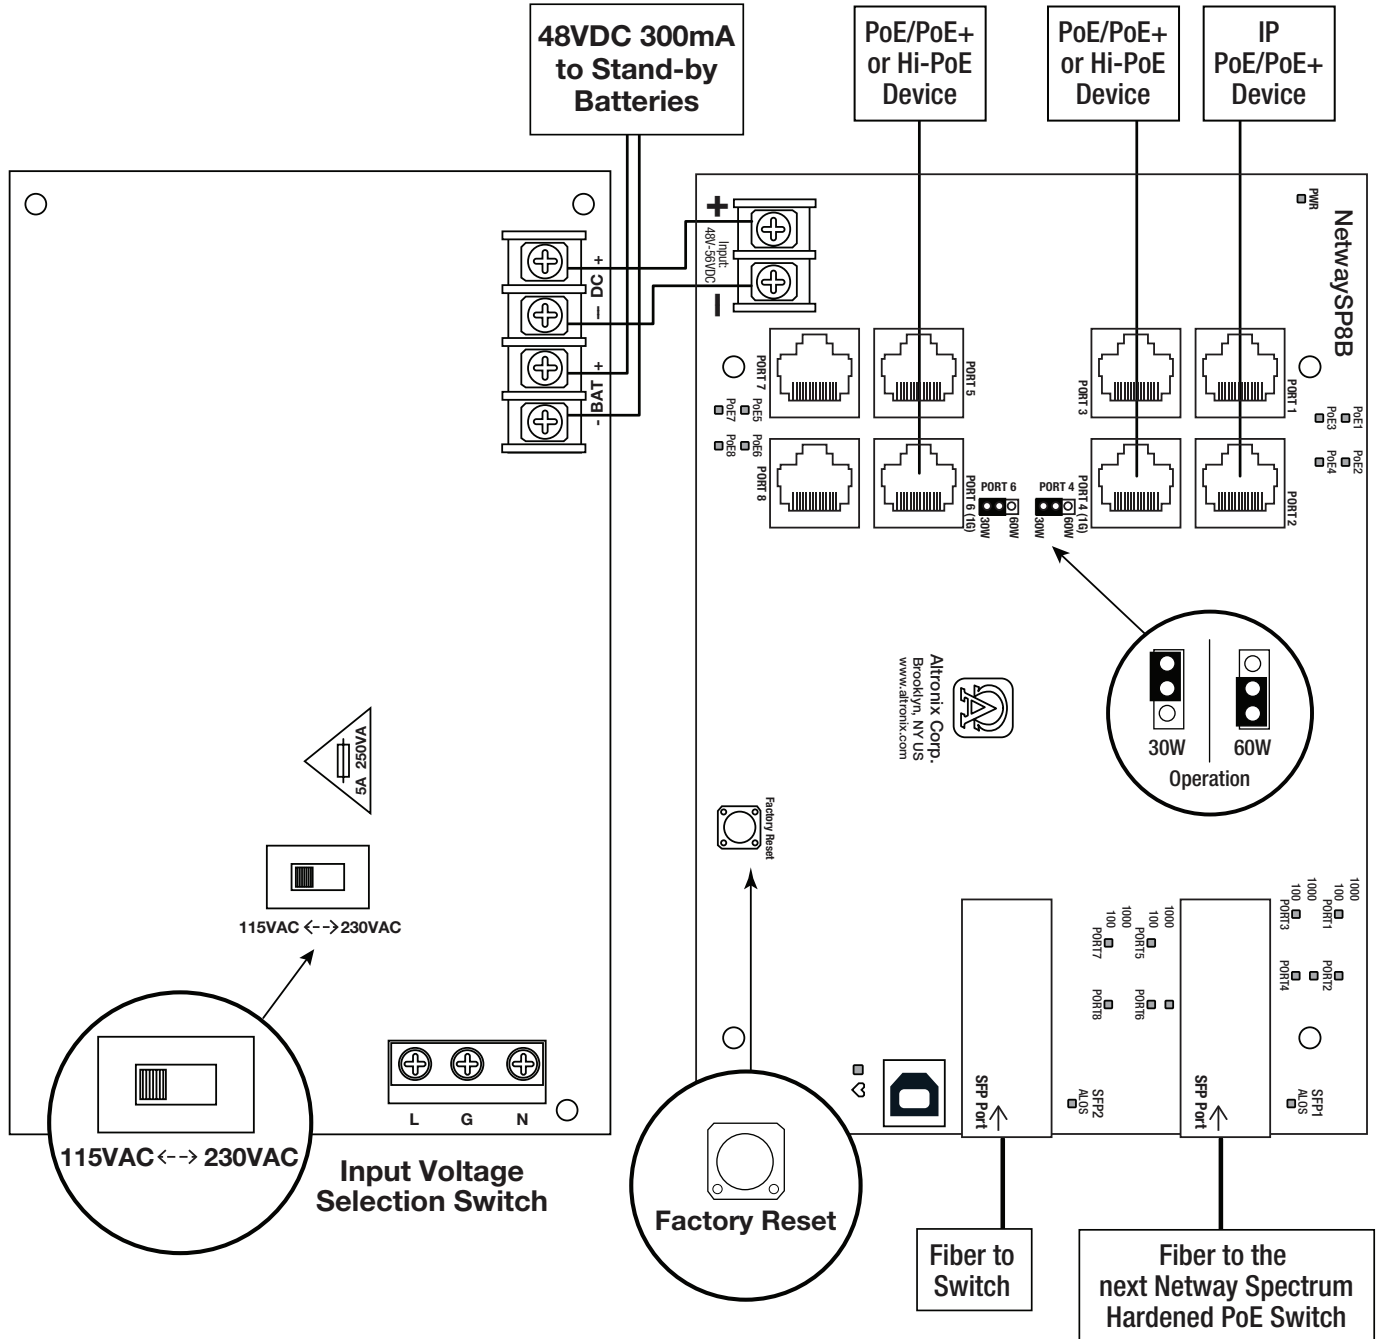 48VDC 300mA
to Stand-by
Batteries
PoE/PoE+
or Hi-PoE
Device
PoE/PoE+
or Hi-PoE
Device
IP
PoE/PoE+
Device
+
DC
–
+
BAT
-
+
Input:
48V-56VDC
–
PWR
NetwaySP8B
PORT 7
PORT 5
PORT 3
PORT 1
PoE7
PoE5
PoE8
PoE6
PoE3
PoE1
PoE4
PoE2
PORT 8
PORT 6 (1G)
PORT 6
30W
60W
PORT 4
30W
60W
PORT 4 (1G)
PORT 2
30W
60W
Operation
Altronix Corp.
Brooklyn, NY US
www.altronix.com
5A 250VA
115VAC <--> 230VAC
115VAC <--> 230VAC
L
G
N
Input Voltage
Selection Switch
Factory Reset
Factory Reset
1000
100
PORT7
1000
100
PORT5
PORT8
PORT6
1000
100
PORT3
1000
100
PORT1
PORT4
PORT2
SFP Port
SFP2
ALOS
SFP Port
SFP1
ALOS
Fiber to
Switch
Fiber to the
next Netway Spectrum
Hardened PoE Switch